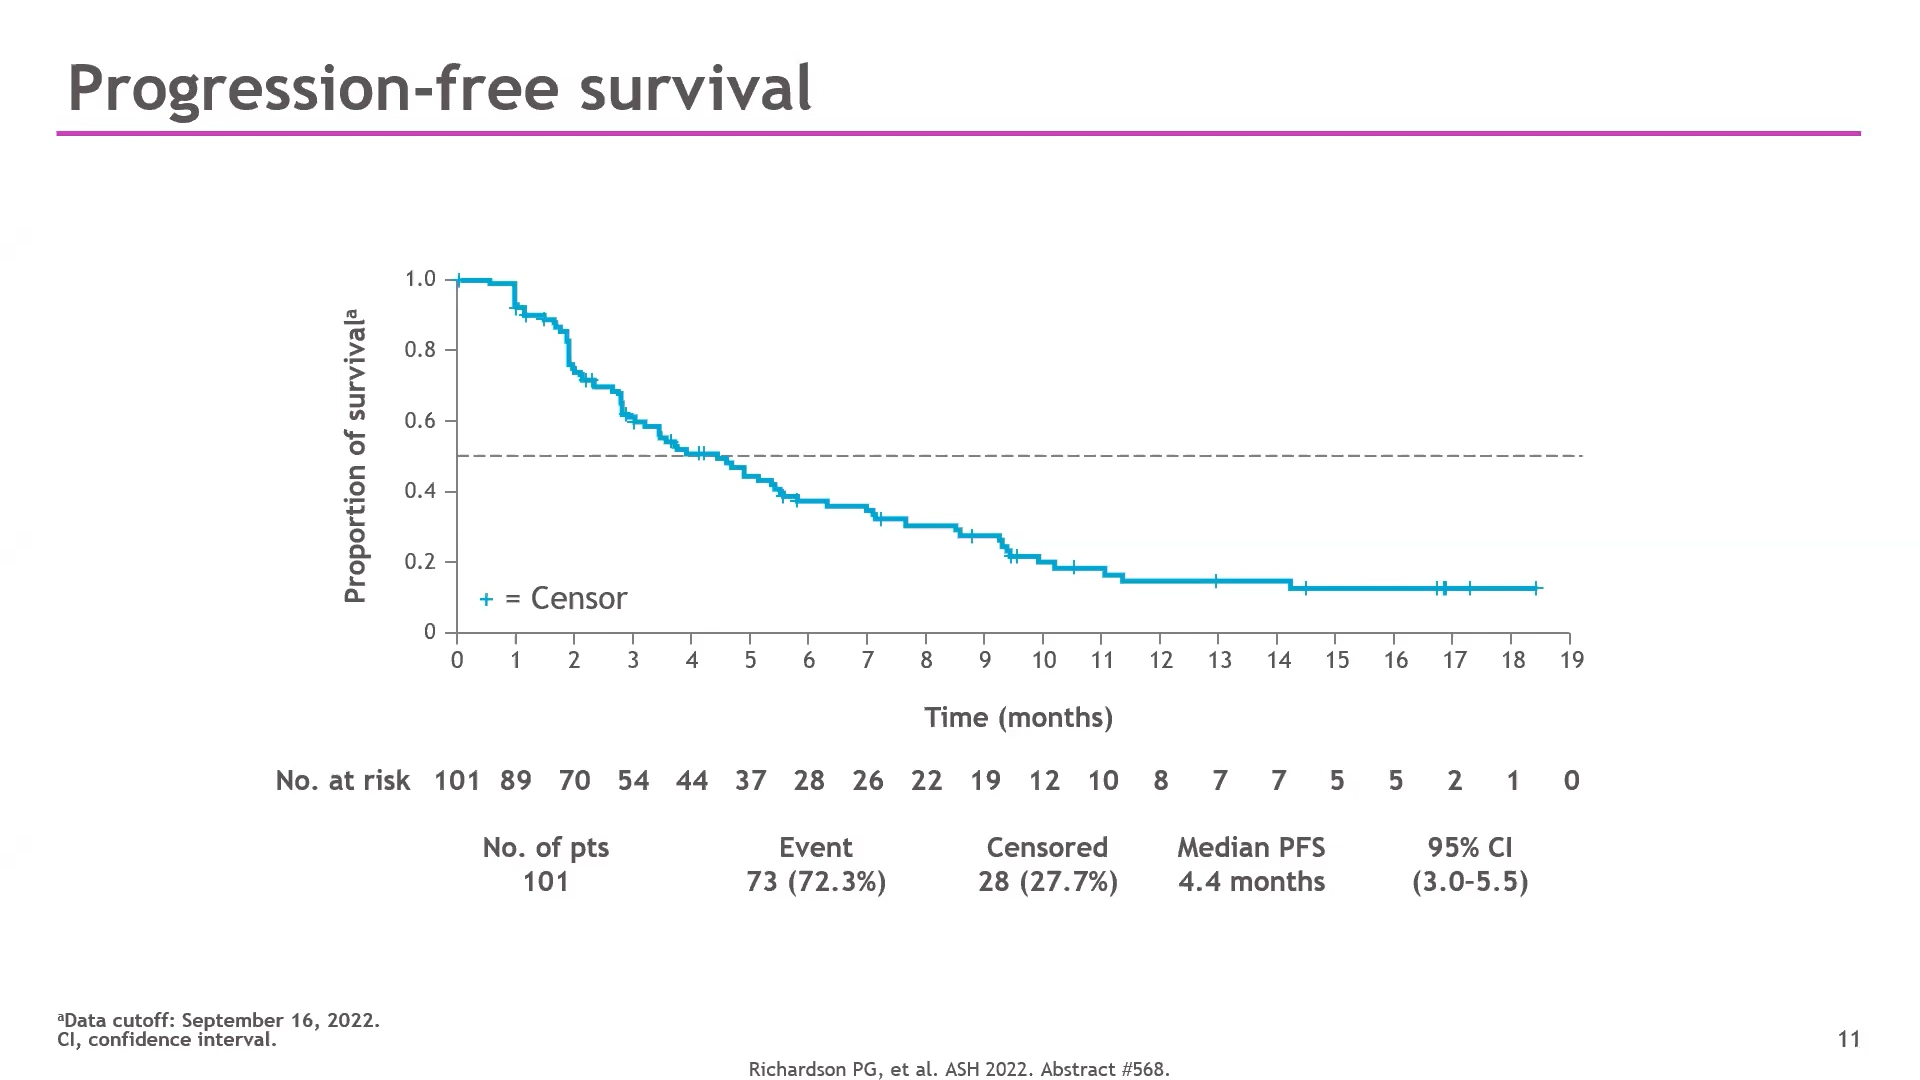 Progression-free survival
Proportion of survivalᵃ
1.0
0.8
0.6
0.4
0.2
0
+ = Censor
0 1 2 3 4 5 6 7 8 9 10 11 12 13 14 15 16 17 18 19
Time (months)
No. at risk 101 89 70 54 44 37 28 26 22 19 12 10 8 7 7 5 5 2 1 0
No. of pts Event Censored Median PFS 95% CI
101 73 (72.3%) 28 (27.7%) 4.4 months (3.0–5.5)
ᵃData cutoff: September 16, 2022.
CI, confidence interval.
11
Richardson PG, et al. ASH 2022. Abstract #568.